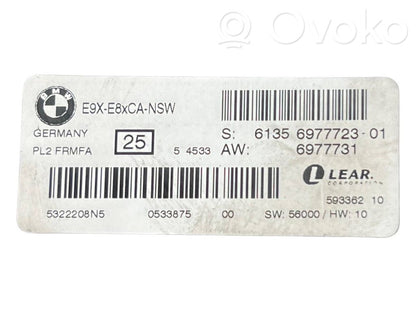 Ovoko
BMW
E9X-E8xCA-NSW
GERMANY 25 S: 6135 6977723-01
PL2 FRMFA 5 4533 AW: 6977731
LEAR.
CORPORATION
593362 10
5322208N5 0533875 00 SW: 56000 / HW: 10